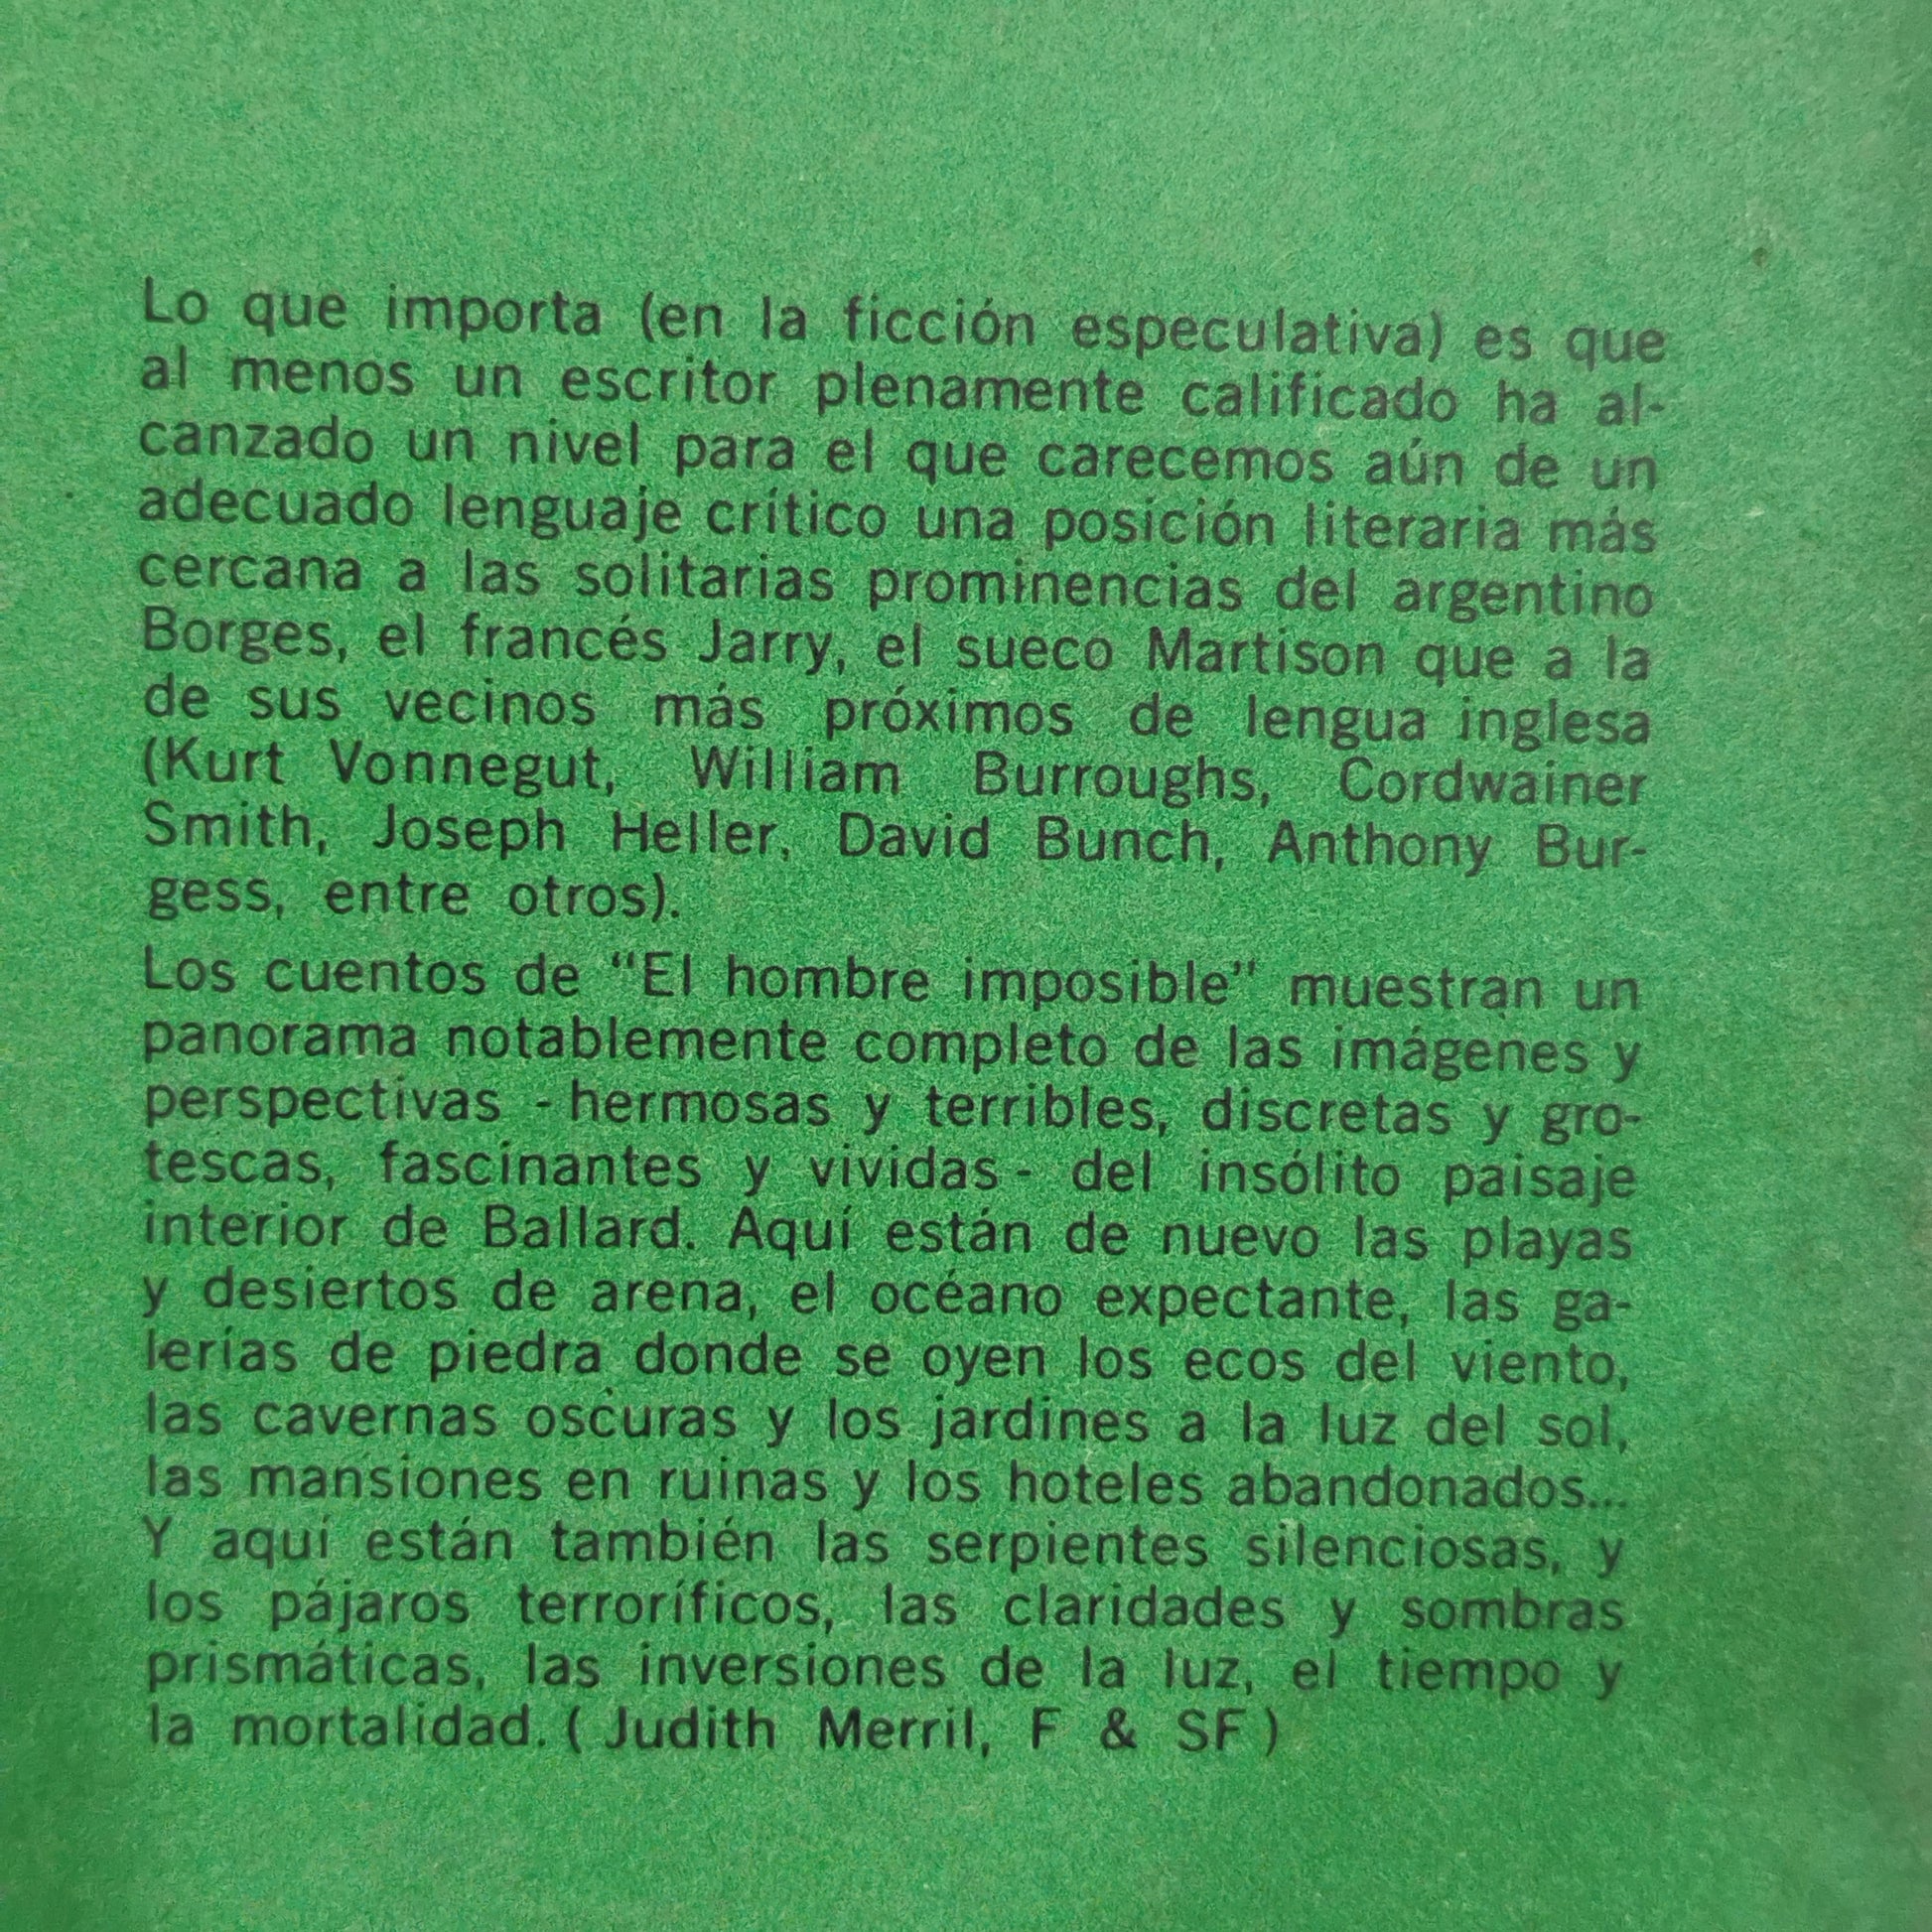 Lo que importa (en la ficción especulativa) es que
al menos un escritor plenamente calificado ha al-
canzado un nivel para el que carecemos aún de un
adecuado lenguaje crítico una posición literaria más
cercana a las solitarias prominencias del argentino
Borges, el francés Jarry, el sueco Martison que a la
de sus vecinos más próximos de lengua inglesa
(Kurt Vonnegut, William Burroughs, Cordwainer
Smith, Joseph Heller, David Bunch, Anthony Bur-
gess, entre otros).
Los cuentos de “El hombre imposible” muestran un
panorama notablemente completo de las imágenes y
perspectivas - hermosas y terribles, discretas y gro-
tescas, fascinantes y vividas - del insólito paisaje
interior de Ballard. Aquí están de nuevo las playas
y desiertos de arena, el océano expectante, las ga-
lerías de piedra donde se oyen los ecos del viento,
las cavernas oscuras y los jardines a la luz del sol,
las mansiones en ruinas y los hoteles abandonados...
Y aquí están también las serpientes silenciosas, y
los pájaros terroríficos, las claridades y sombras
prismáticas, las inversiones de la luz, el tiempo y
la mortalidad. ( Judith Merril, F & SF )